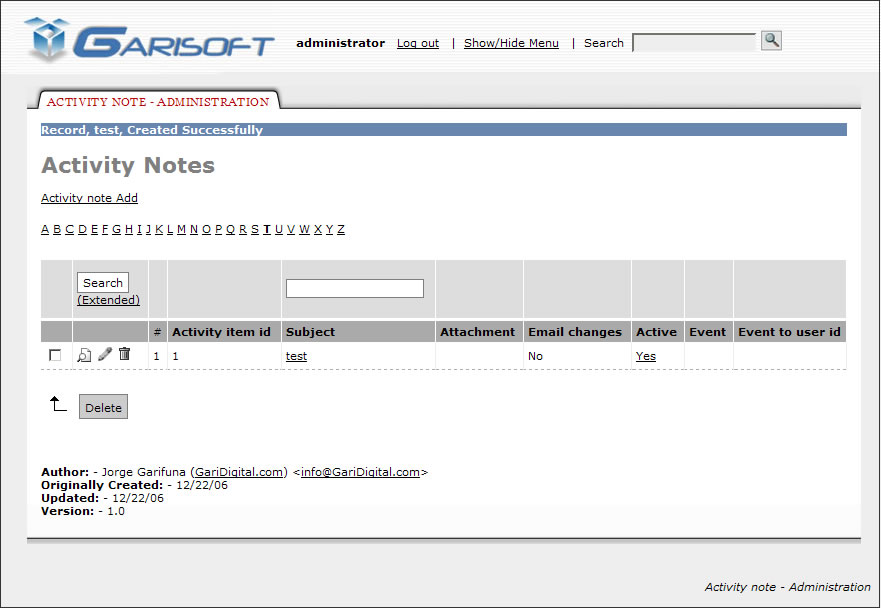 GARISOFT administrator Log out | Show/Hide Menu | Search
ACTIVITY NOTE - ADMINISTRATION
Record, test, Created Successfully
Activity Notes
Activity note Add
A B C D E F G H I J K L M N O P Q R S T U V W X Y Z
Search
(Extended)
# Activity item id Subject Attachment Email changes Active Event Event to user id
1 1 test No Yes
Delete
Author: - Jorge Garifuna (GariDigital.com) <info@GariDigital.com>
Originally Created: - 12/22/06
Updated: - 12/22/06
Version: - 1.0
Activity note - Administration